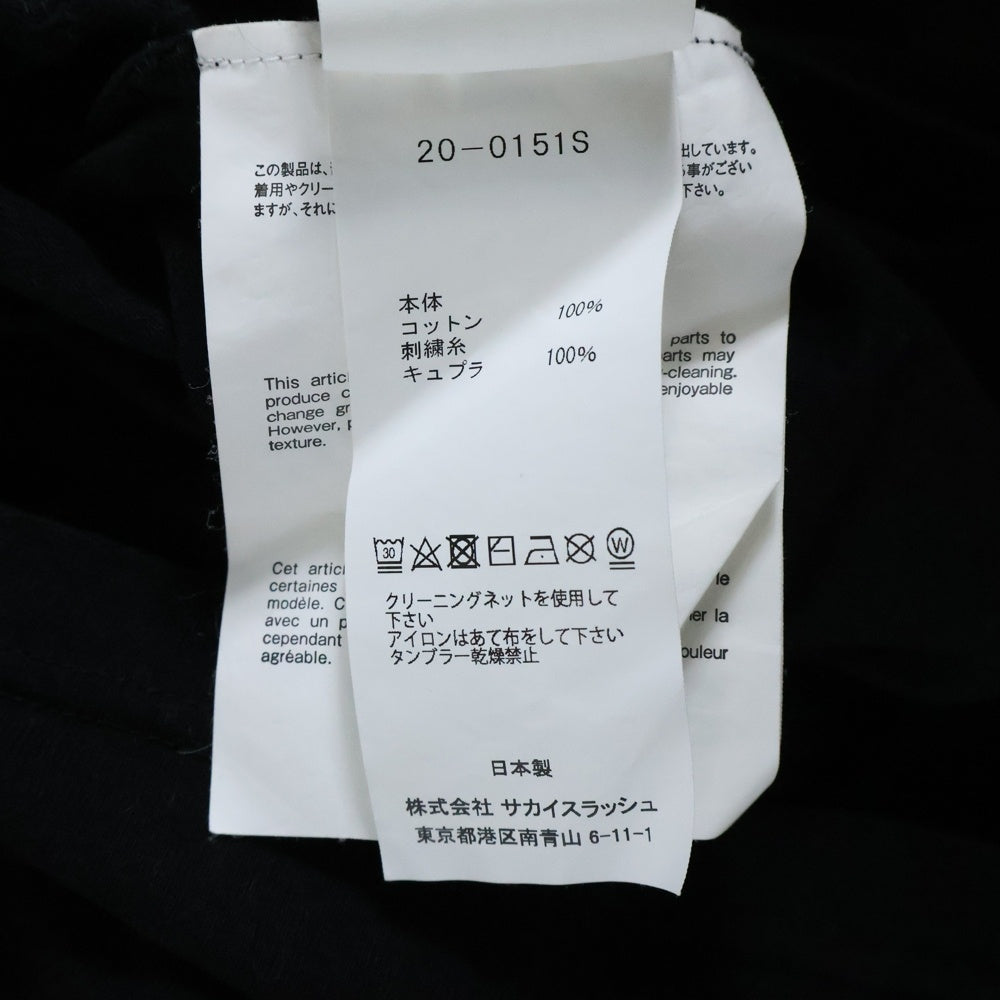 20-0151S
この製品は、
着用やクリー
ますが、それに
出しています。
事がござい
下さい。
本体
コットン 100%
刺繍糸
キュプラ 100%
This artic
produce c
change gr
However, p
texture.
parts to
arts may
-cleaning.
enjoyable
30
W
クリーニングネットを使用して
下さい
アイロンはあて布をして下さい
タンブラー乾燥禁止
Cet artic
certaines
modèle. C
avec un p
cependant
agréable.
le
er la
ouleur
日本製
株式会社 サカイスラッシュ
東京都港区南青山 6-11-1